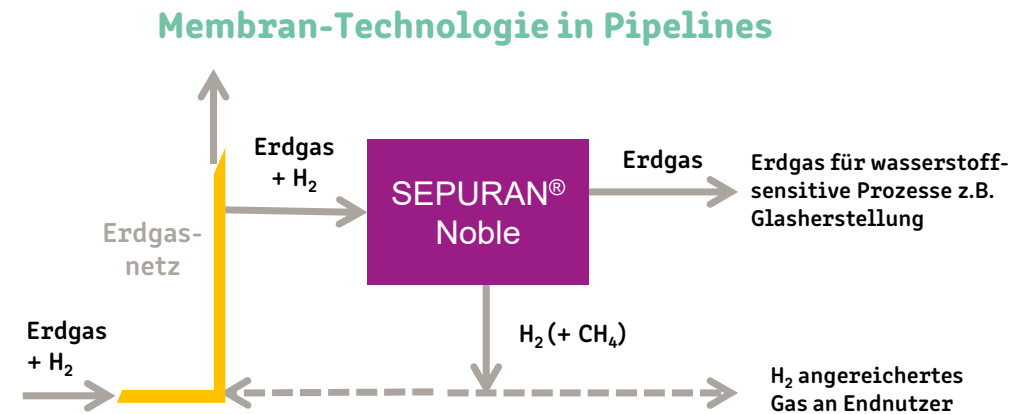 Membran-Technologie in Pipelines
Erdgas
+ H₂
SEPURAN®
Noble
Erdgas
Erdgas für wasserstoff-
sensitive Prozesse z.B.
Glasherstellung
Erdgas-
netz
Erdgas
+ H₂
H₂ (+ CH₄)
H₂ angereichertes
Gas an Endnutzer